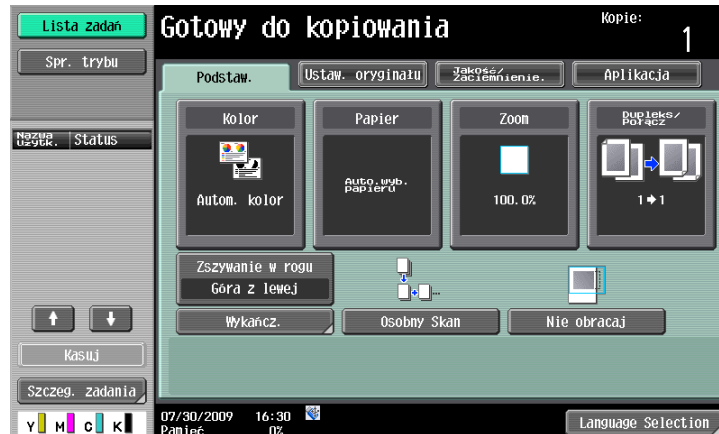 Lista zadań
Gotowy do kopiowania
Kopie:
1
Spr. trybu
Podstaw.
Ustaw. oryginału
Jakość/
zaciemnienie.
Aplikacja
Nazwa
użytk.
Status
Kolor
Papier
Zoom
Dupleks/
Połącz
Autom. kolor
Auto.wyb.
papieru
100.0%
1➜1
Zszywanie w rogu
Góra z lewej
Wykańcz.
Osobny Skan
Nie obracaj
Kasuj
Szczeg. zadania
Y M C K
07/30/2009 16:30
Pamięć 0%
Language Selection